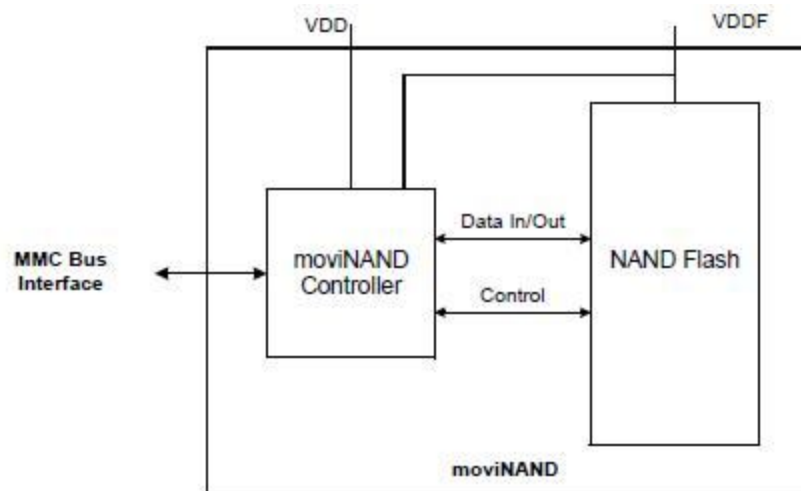 VDD
VDDF
Data In/Out
MMC Bus
Interface
moviNAND
Controller
NAND Flash
Control
moviNAND